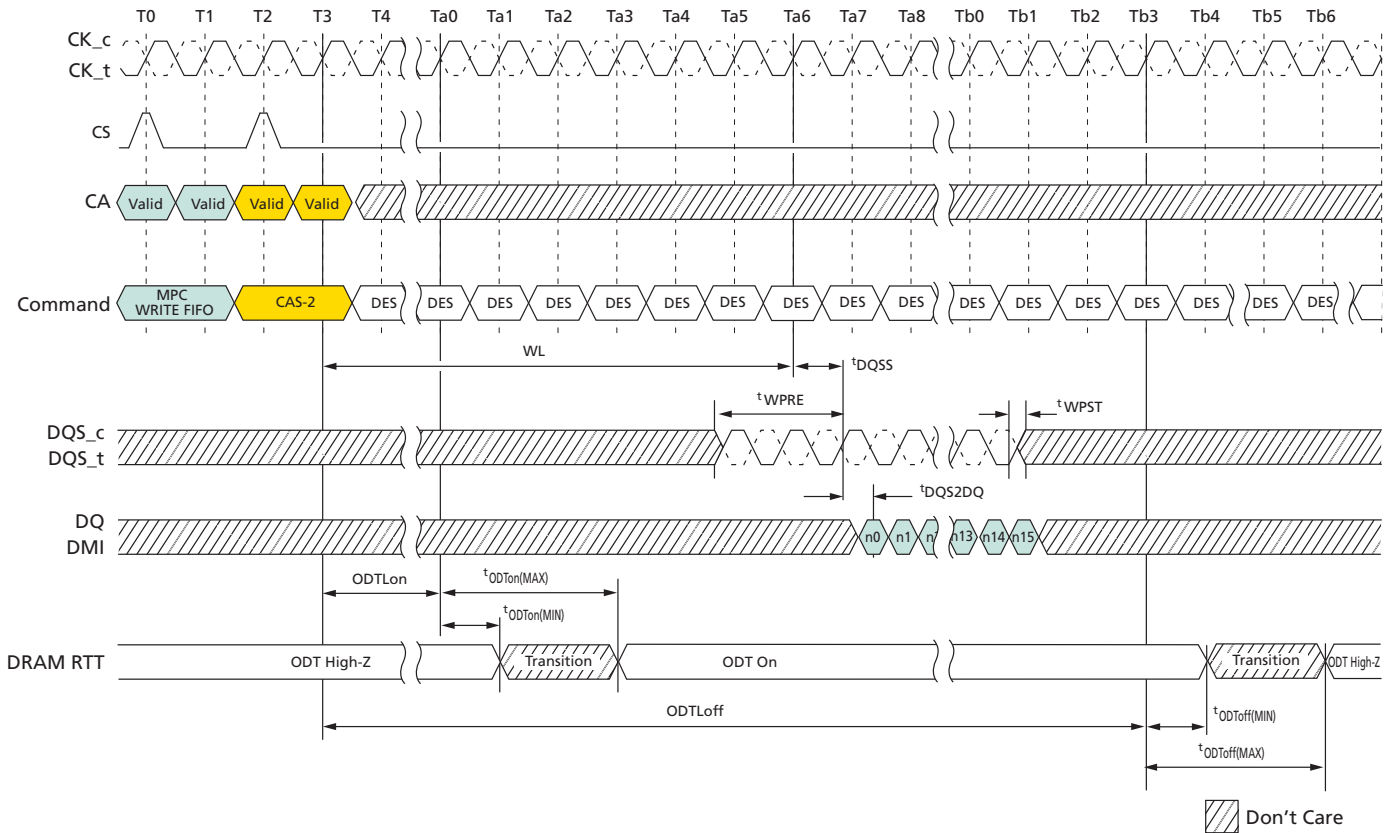 T0 T1 T2 T3 T4 Ta0 Ta1 Ta2 Ta3 Ta4 Ta5 Ta6 Ta7 Ta8 Tb0 Tb1 Tb2 Tb3 Tb4 Tb5 Tb6
CK_c
CK_t
CS
CA Valid Valid Valid Valid
Command MPC WRITE FIFO CAS-2 DES DES DES DES DES DES DES DES DES DES DES DES DES DES DES DES DES
WL
tDQSS
tWPRE
tWPST
DQS_c
DQS_t
tDQS2DQ
DQ
DMI
n0 n1 n13 n14 n15
ODTLon
tODTon(MAX)
tODTon(MIN)
DRAM RTT ODT High-Z Transition ODT On Transition ODT High-Z
ODTLoff
tODToff(MIN)
tODToff(MAX)
Don't Care